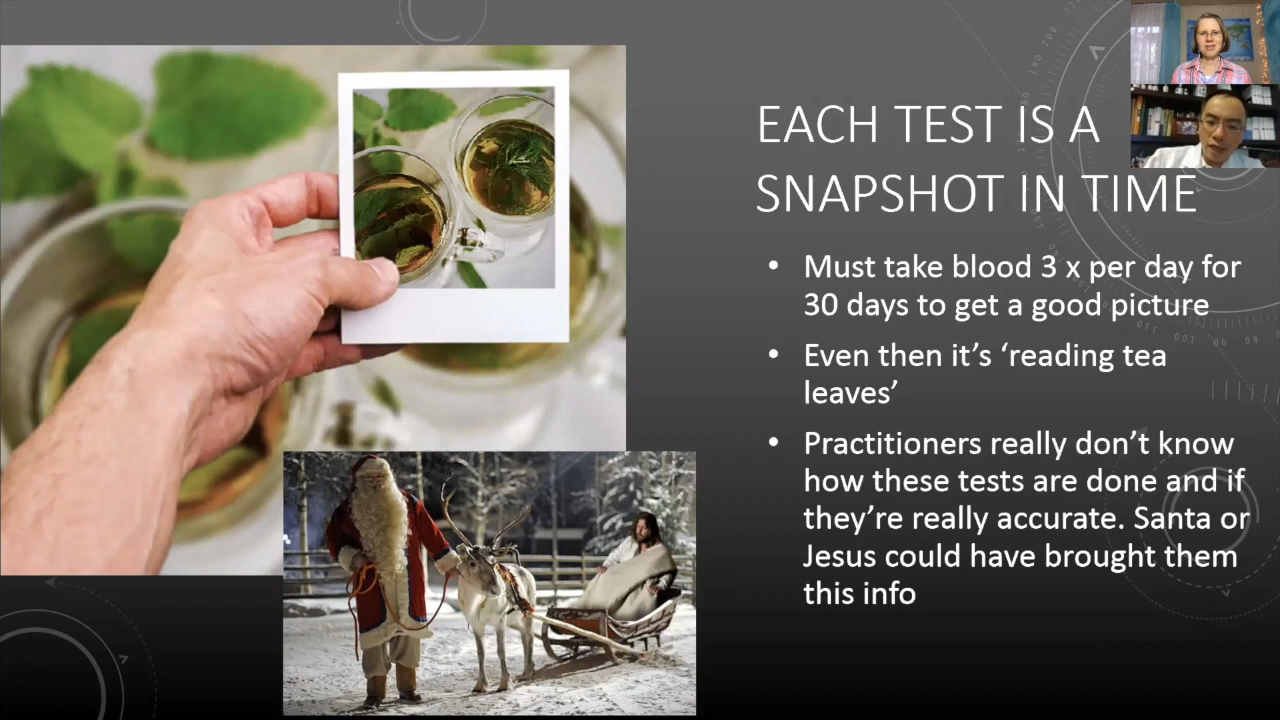 EACH TEST IS A
SNAPSHOT IN TIME
• Must take blood 3 x per day for
30 days to get a good picture
• Even then it's 'reading tea
leaves'
• Practitioners really don't know
how these tests are done and if
they're really accurate. Santa or
Jesus could have brought them
this info